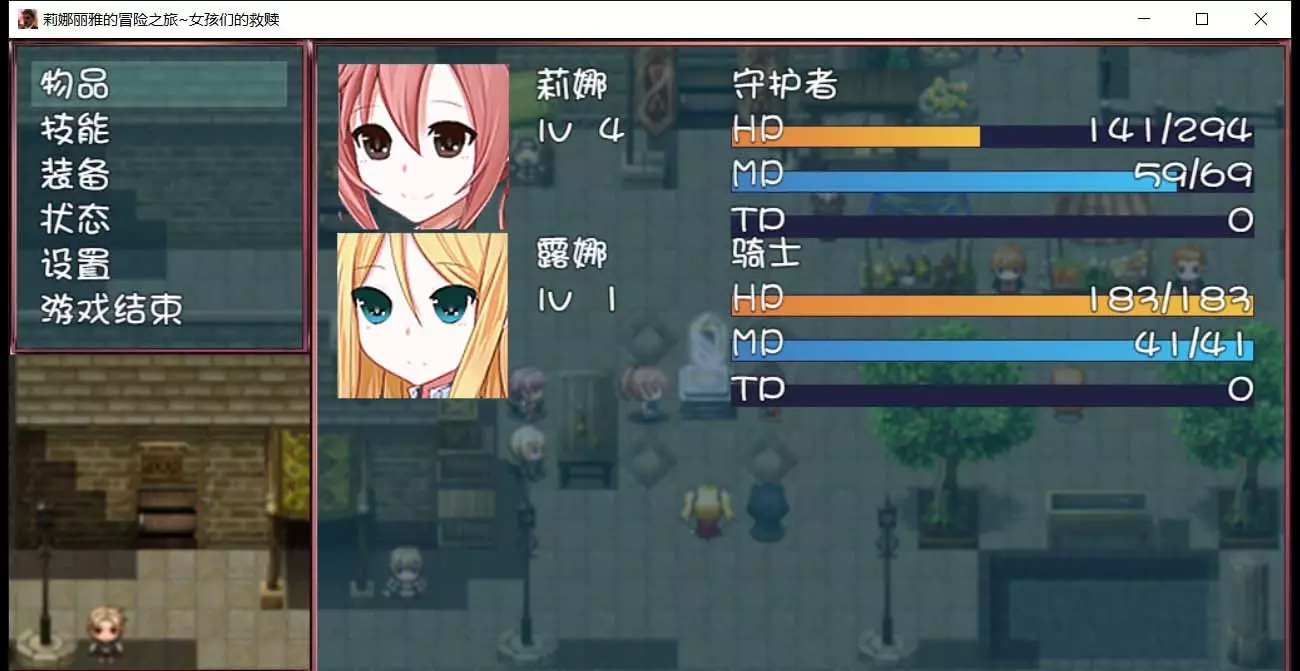 莉娜丽雅的冒险之旅~女孩们的救赎
物品
技能
装备
状态
设置
游戏结束
莉娜 守护者
lv 4 HP 141/294
MP 59/69
TP 0
露娜 骑士
lv 1 HP 183/183
MP 41/41
TP 0